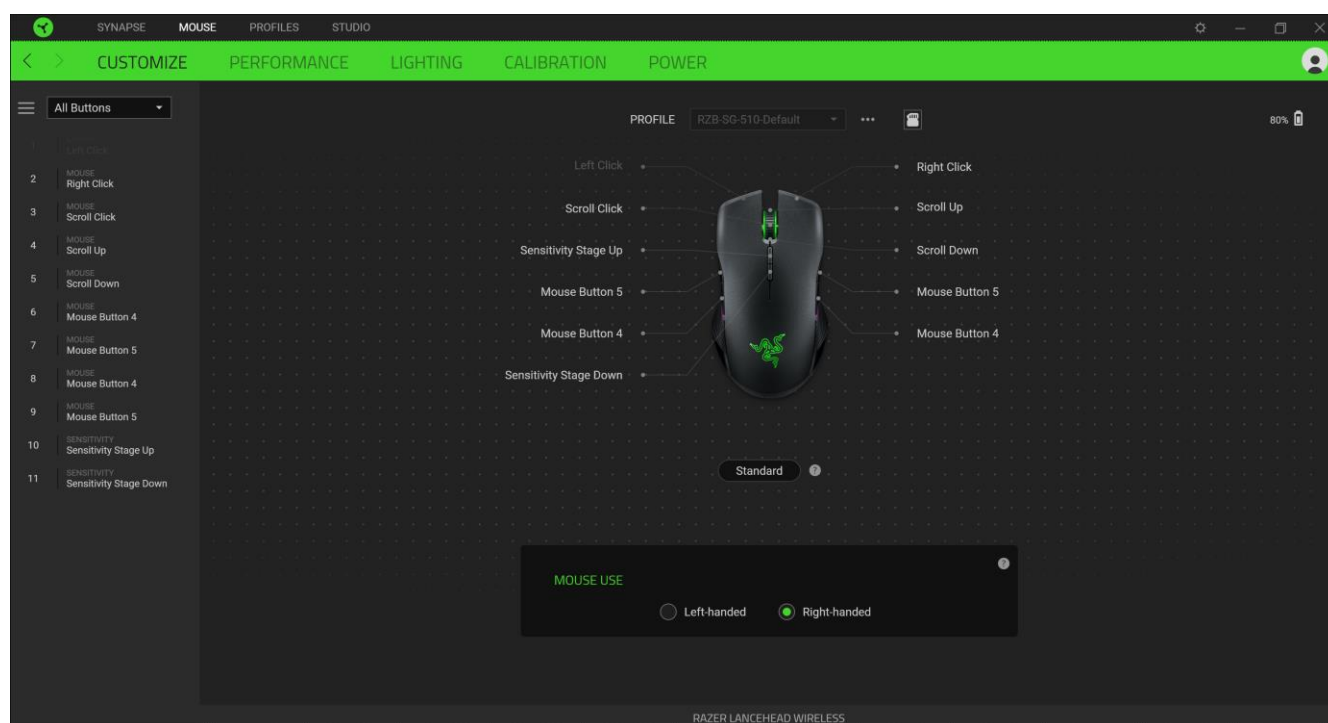 SYNAPSE MOUSE PROFILES STUDIO
CUSTOMIZE PERFORMANCE LIGHTING CALIBRATION POWER
All Buttons
PROFILE RZB-SG-510-Default
80%
1 Left Click
2 MOUSE
Right Click
3 MOUSE
Scroll Click
4 MOUSE
Scroll Up
5 MOUSE
Scroll Down
6 MOUSE
Mouse Button 4
7 MOUSE
Mouse Button 5
8 MOUSE
Mouse Button 4
9 MOUSE
Mouse Button 5
10 SENSITIVITY
Sensitivity Stage Up
11 SENSITIVITY
Sensitivity Stage Down
Left Click
Scroll Click
Sensitivity Stage Up
Mouse Button 5
Mouse Button 4
Sensitivity Stage Down
Right Click
Scroll Up
Scroll Down
Mouse Button 5
Mouse Button 4
Standard ?
MOUSE USE ?
Left-handed Right-handed
RAZER LANCEHEAD WIRELESS